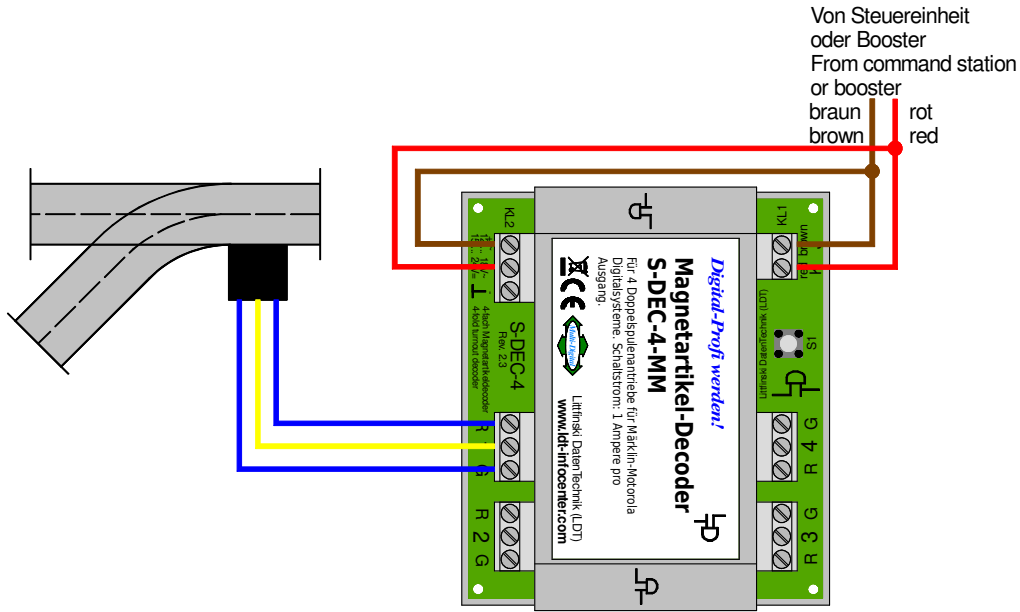 Von Steuereinheit
oder Booster
From command station
or booster
braun
brown
rot
red
KL2
KL1
S-DEC-4
Rev. 2.3
4-fach Magnetartikeldecoder
4-fold turnout decoder
Digital-Profi werden!
Magnetartikel-Decoder
S-DEC-4-MM
Für 4 Doppelspulenantriebe für Märklin-Motorola
Digitalsysteme. Schaltstrom: 1 Ampere pro
Ausgang.
CE
Multi-Digital
Littfinski DatenTechnik (LDT)
www.ldt-infocenter.com
red brown
S1
Littfinski DatenTechnik (LDT)
R
G
R 2 G
R 4 G
R 3 G